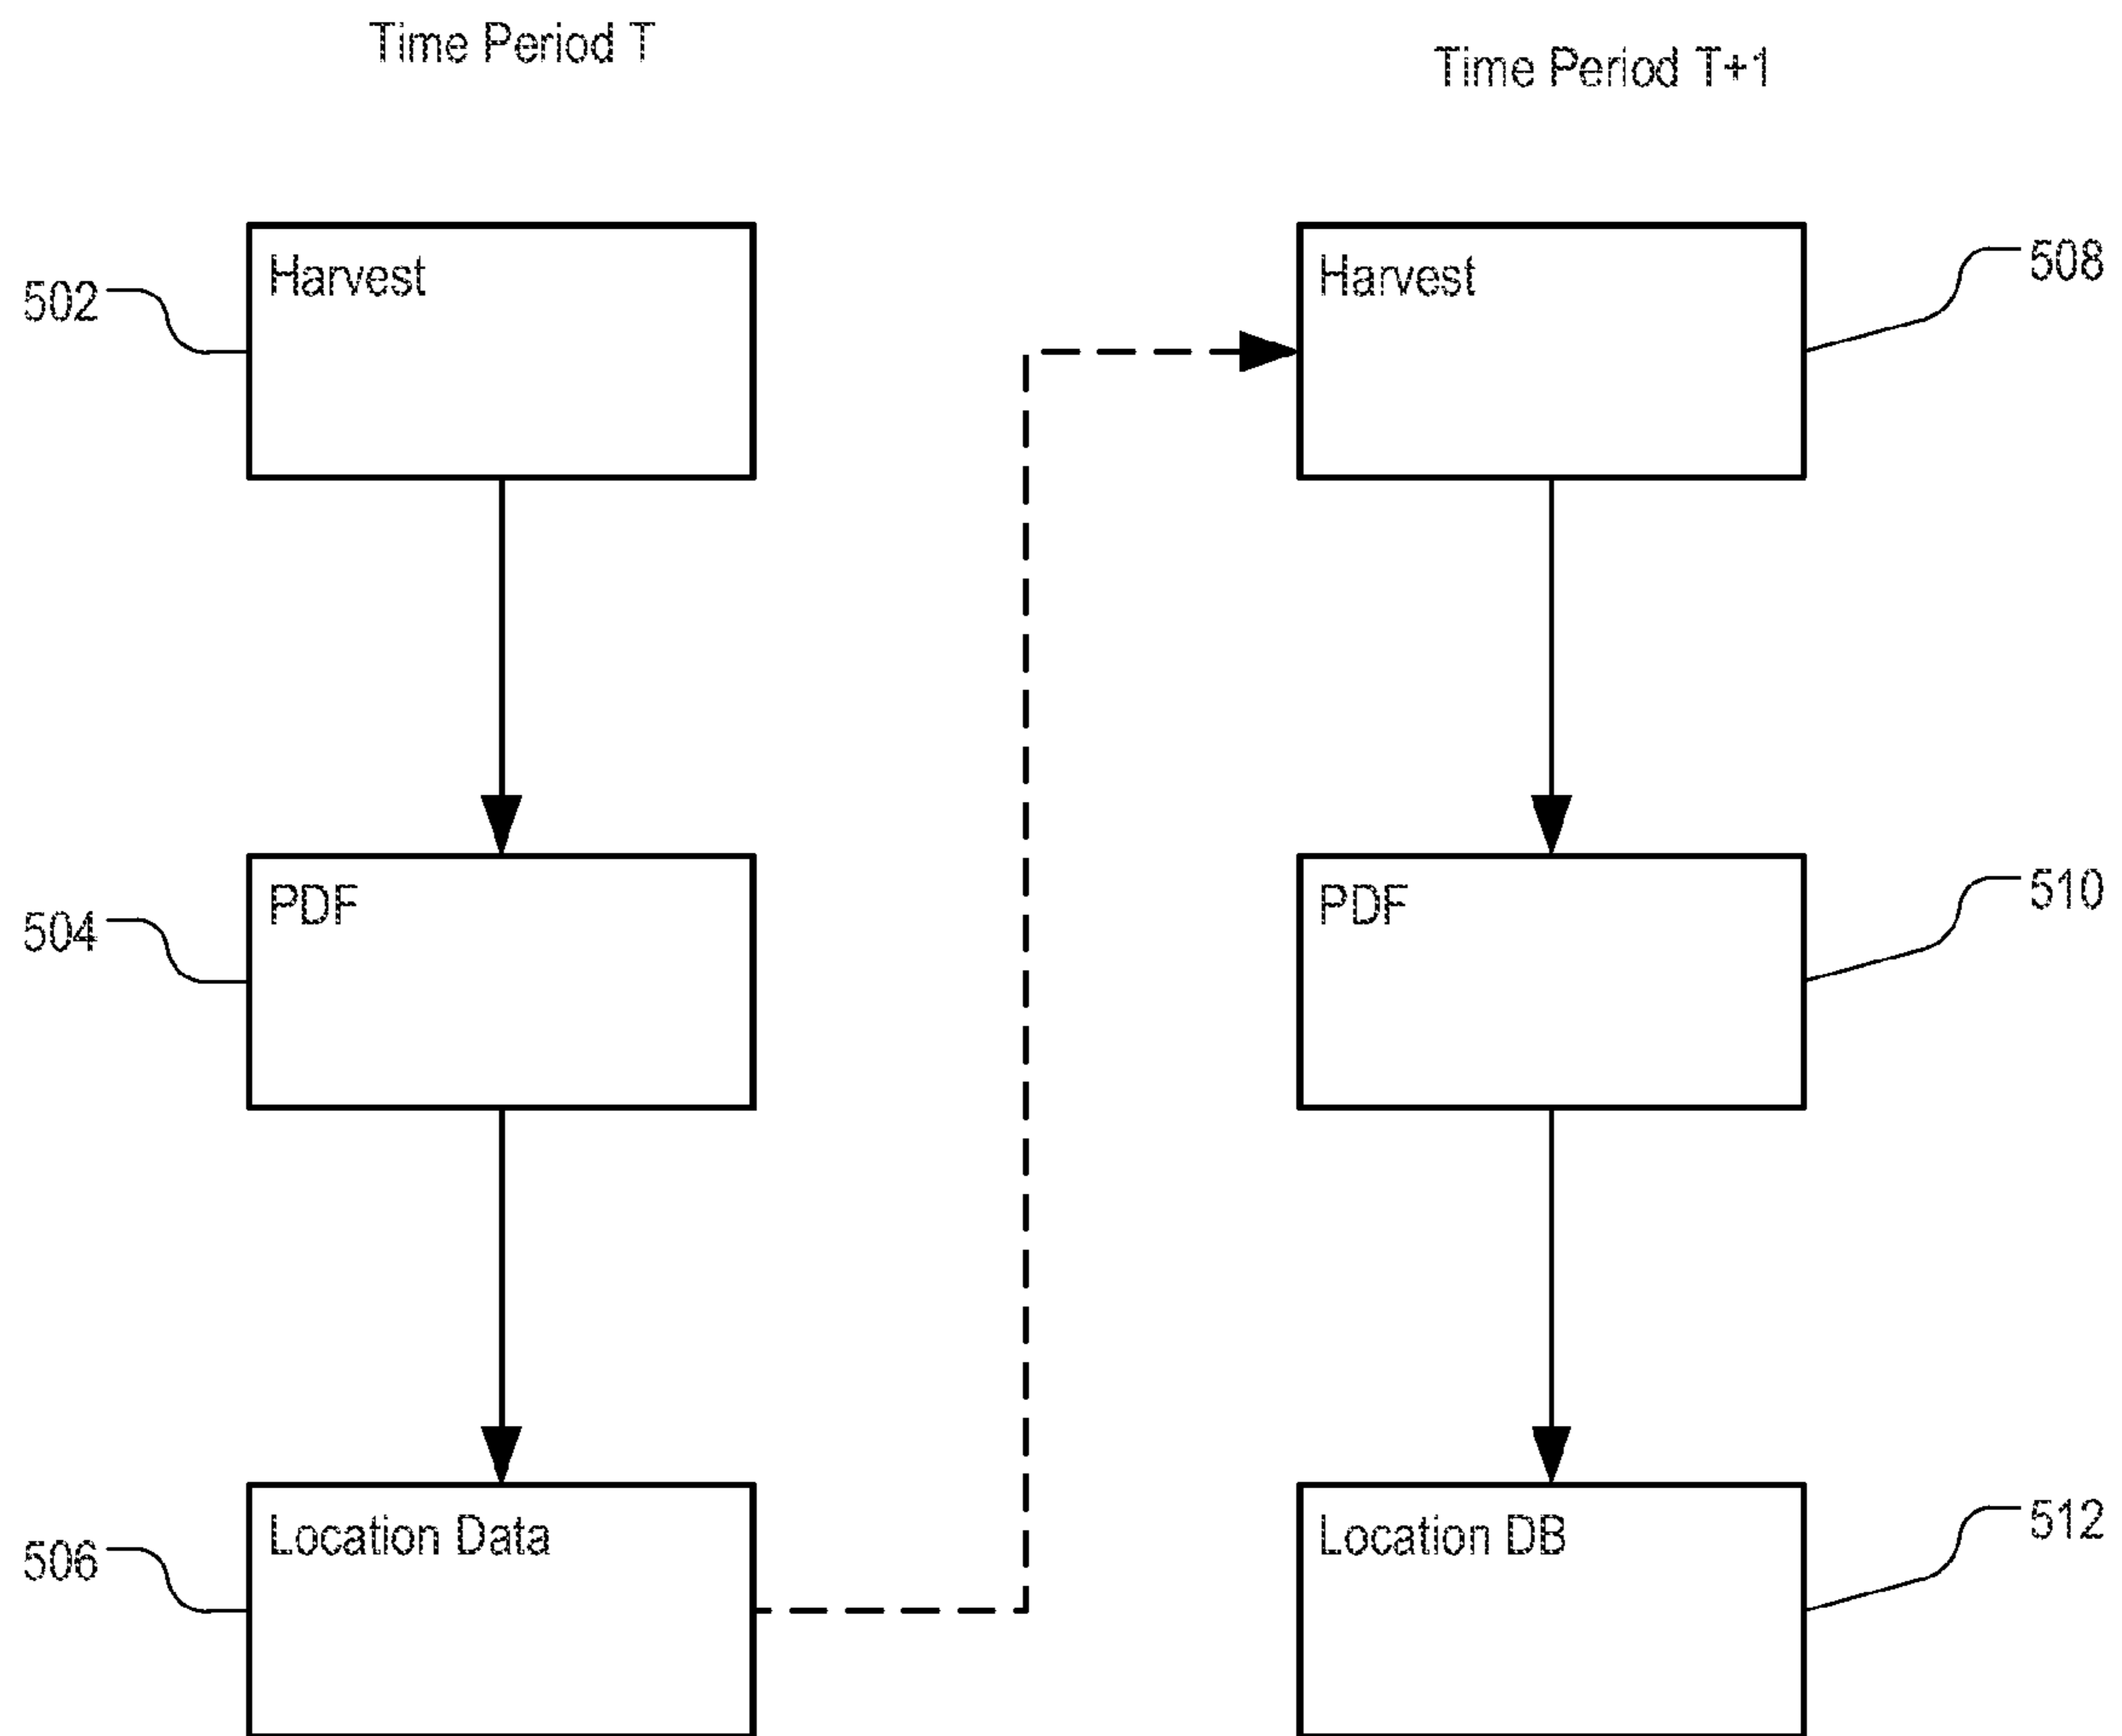 Time Period T
Time Period T+1
Harvest
502
Harvest
508
PDF
504
PDF
510
Location Data
506
Location DB
512